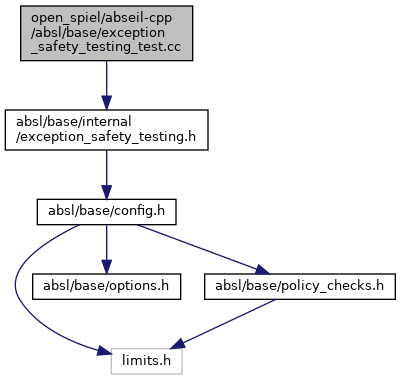 open_spiel/abseil-cpp
/absl/base/exception
_safety_testing_test.cc
absl/base/internal
/exception_safety_testing.h
absl/base/config.h
absl/base/options.h
absl/base/policy_checks.h
limits.h